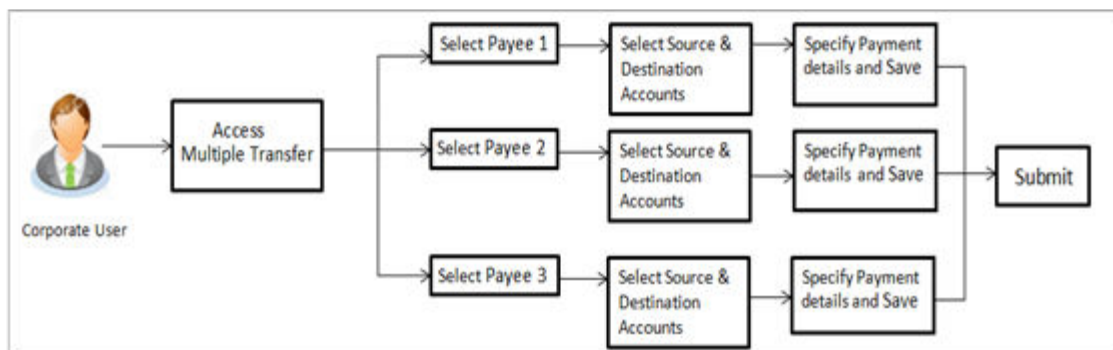 Corporate User
Access
Multiple Transfer
Select Payee 1
Select Source &
Destination
Accounts
Specify Payment
details and Save
Select Payee 2
Select Source &
Destination
Accounts
Specify Payment
details and Save
Select Payee 3
Select Source &
Destination
Accounts
Specify Payment
details and Save
Submit